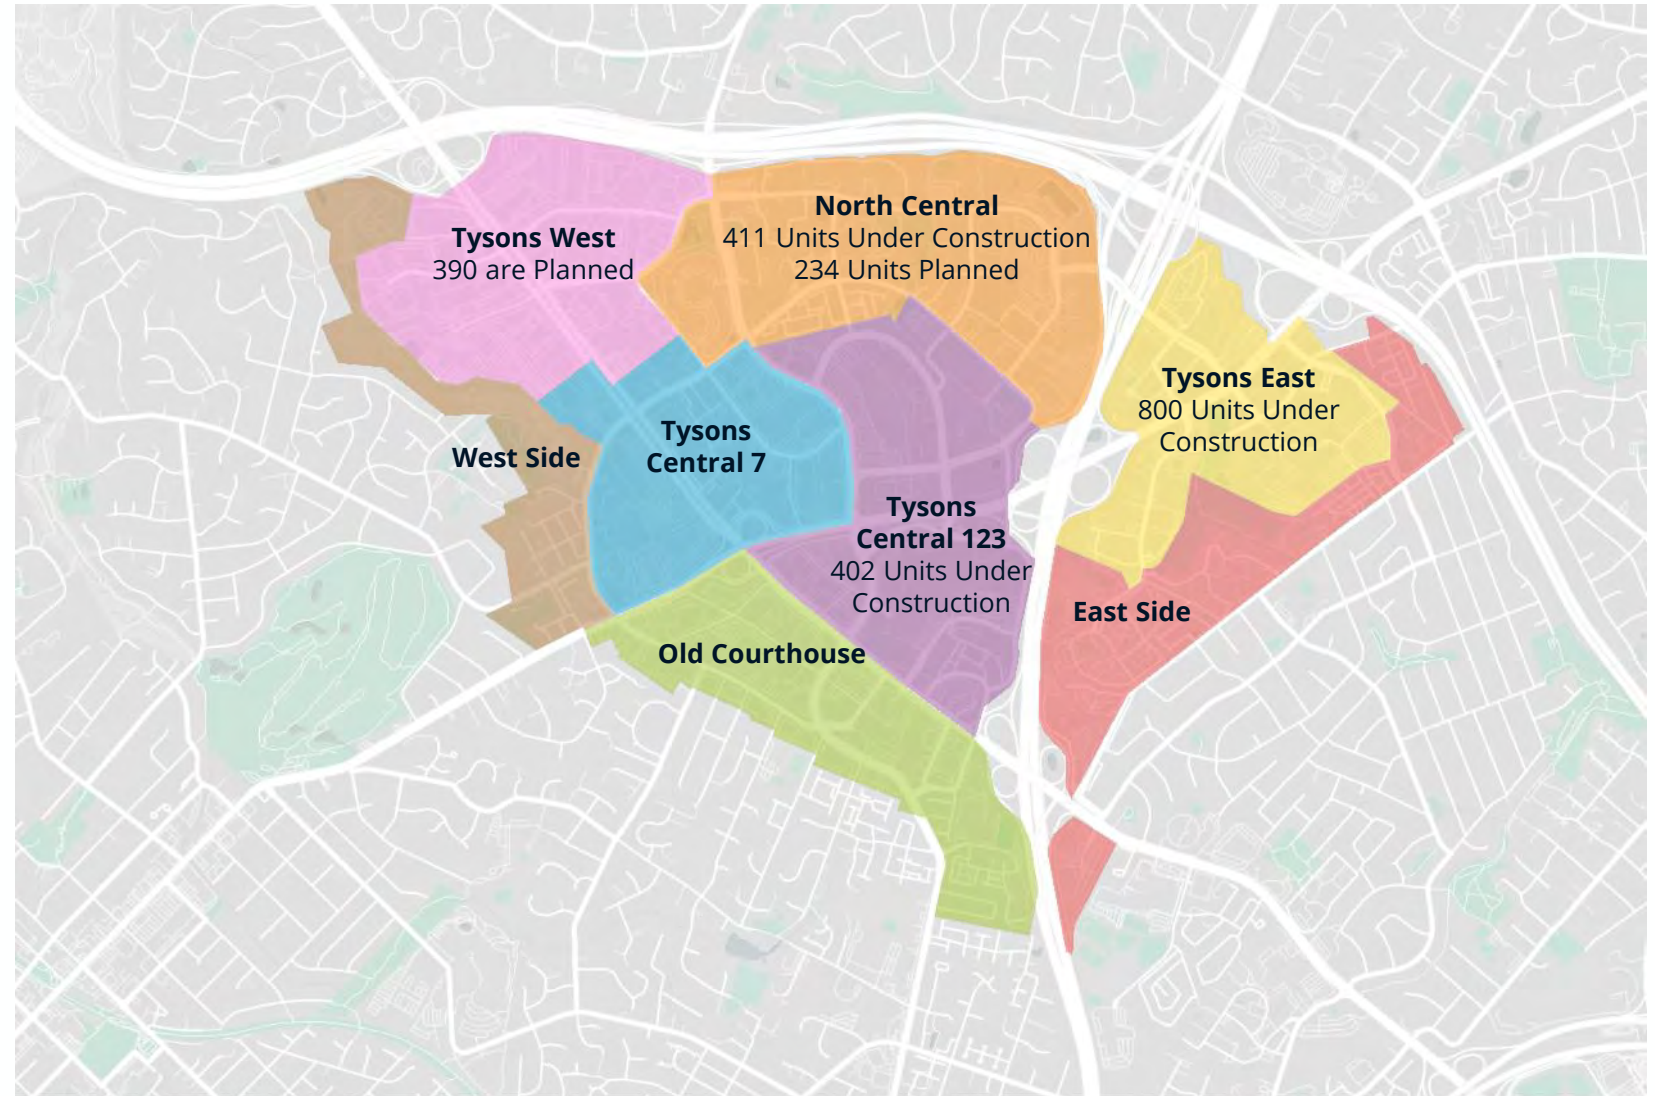 North Central
411 Units Under Construction
234 Units Planned
Tysons West
390 are Planned
Tysons East
800 Units Under
Construction
Tysons
Central 7
West Side
Tysons
Central 123
402 Units Under
Construction
East Side
Old Courthouse